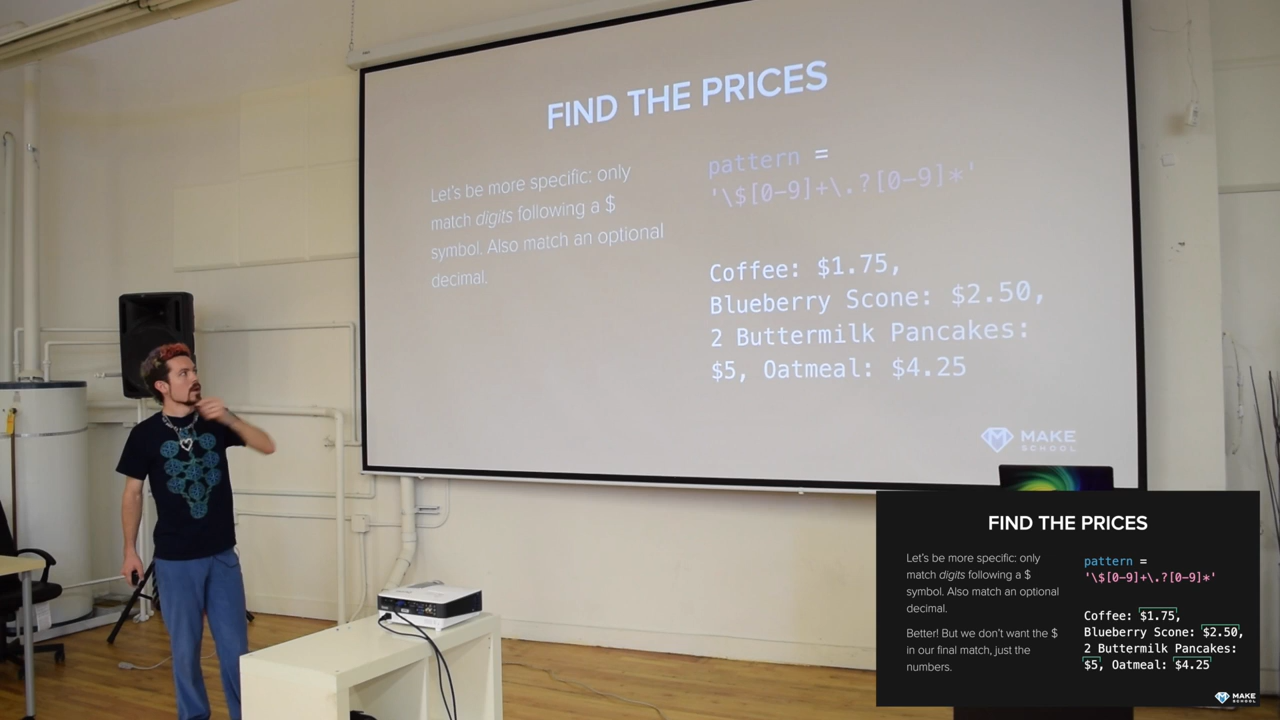 FIND THE PRICES
Let's be more specific: only
match digits following a $
symbol. Also match an optional
decimal.
pattern =
'\$[0-9]+\.?[0-9]*'
Coffee: $1.75,
Blueberry Scone: $2.50,
2 Buttermilk Pancakes:
$5, Oatmeal: $4.25
MAKE
SCHOOL
FIND THE PRICES
Let's be more specific: only
match digits following a $
symbol. Also match an optional
decimal.
Better! But we don't want the $
in our final match, just the
numbers.
pattern =
'\$[0-9]+\.?[0-9]*'
Coffee: $1.75,
Blueberry Scone: $2.50,
2 Buttermilk Pancakes:
$5, Oatmeal: $4.25
MAKE
SCHOOL